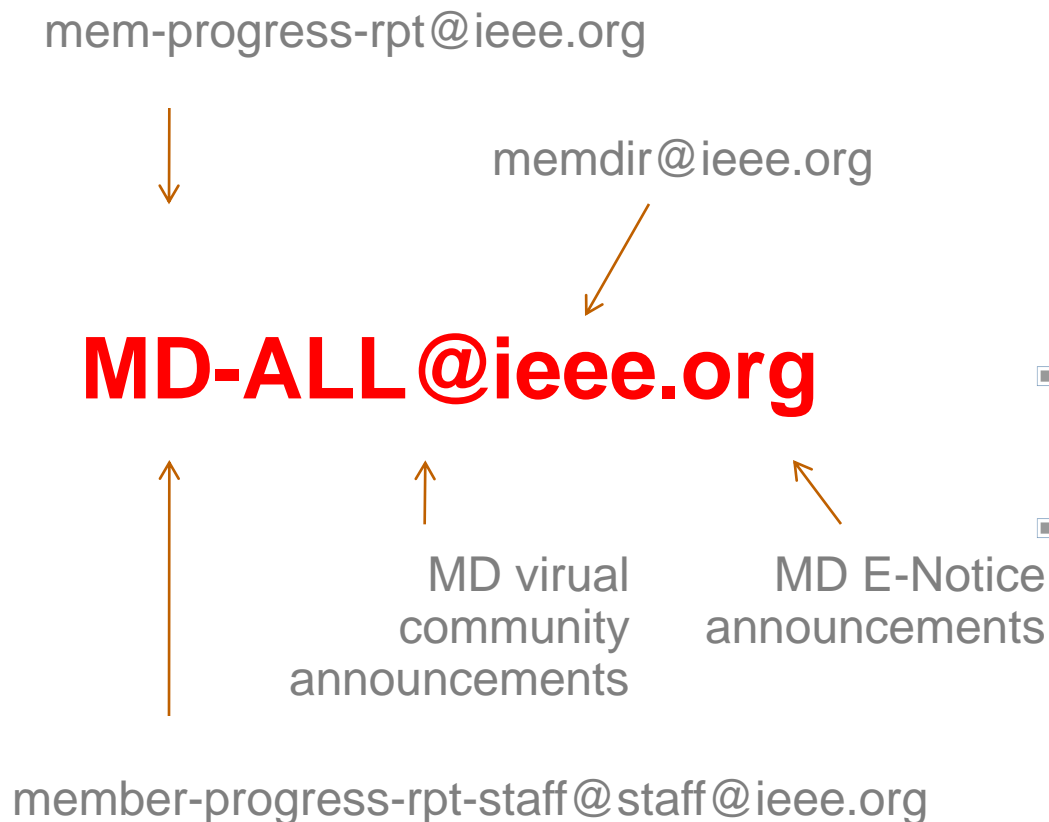 mem-progress-rpt@ieee.org
memdir@ieee.org
MD-ALL@ieee.org
MD virual
community
announcements
MD E-Notice
announcements
member-progress-rpt-staff@staff@ieee.org